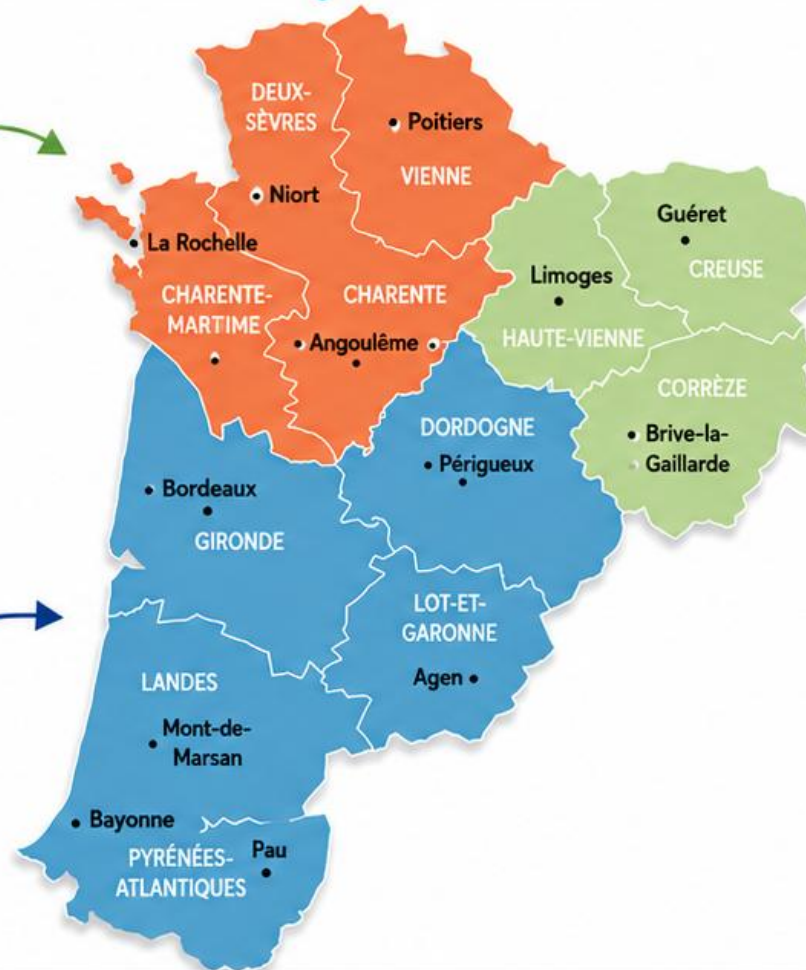 DEUX-
SÈVRES
Poitiers
VIENNE
Niort
La Rochelle
CHARENTE-
MARTIME
CHARENTE
Angoulême
Guéret
CREUSE
Limoges
HAUTE-VIENNE
CORRÈZE
Brive-la-
Gaillarde
DORDOGNE
Périgueux
Bordeaux
GIRONDE
LOT-ET-
GARONNE
Agen
LANDES
Mont-de-
Marsan
Bayonne
Pau
PYRÉNÉES-
ATLANTIQUES